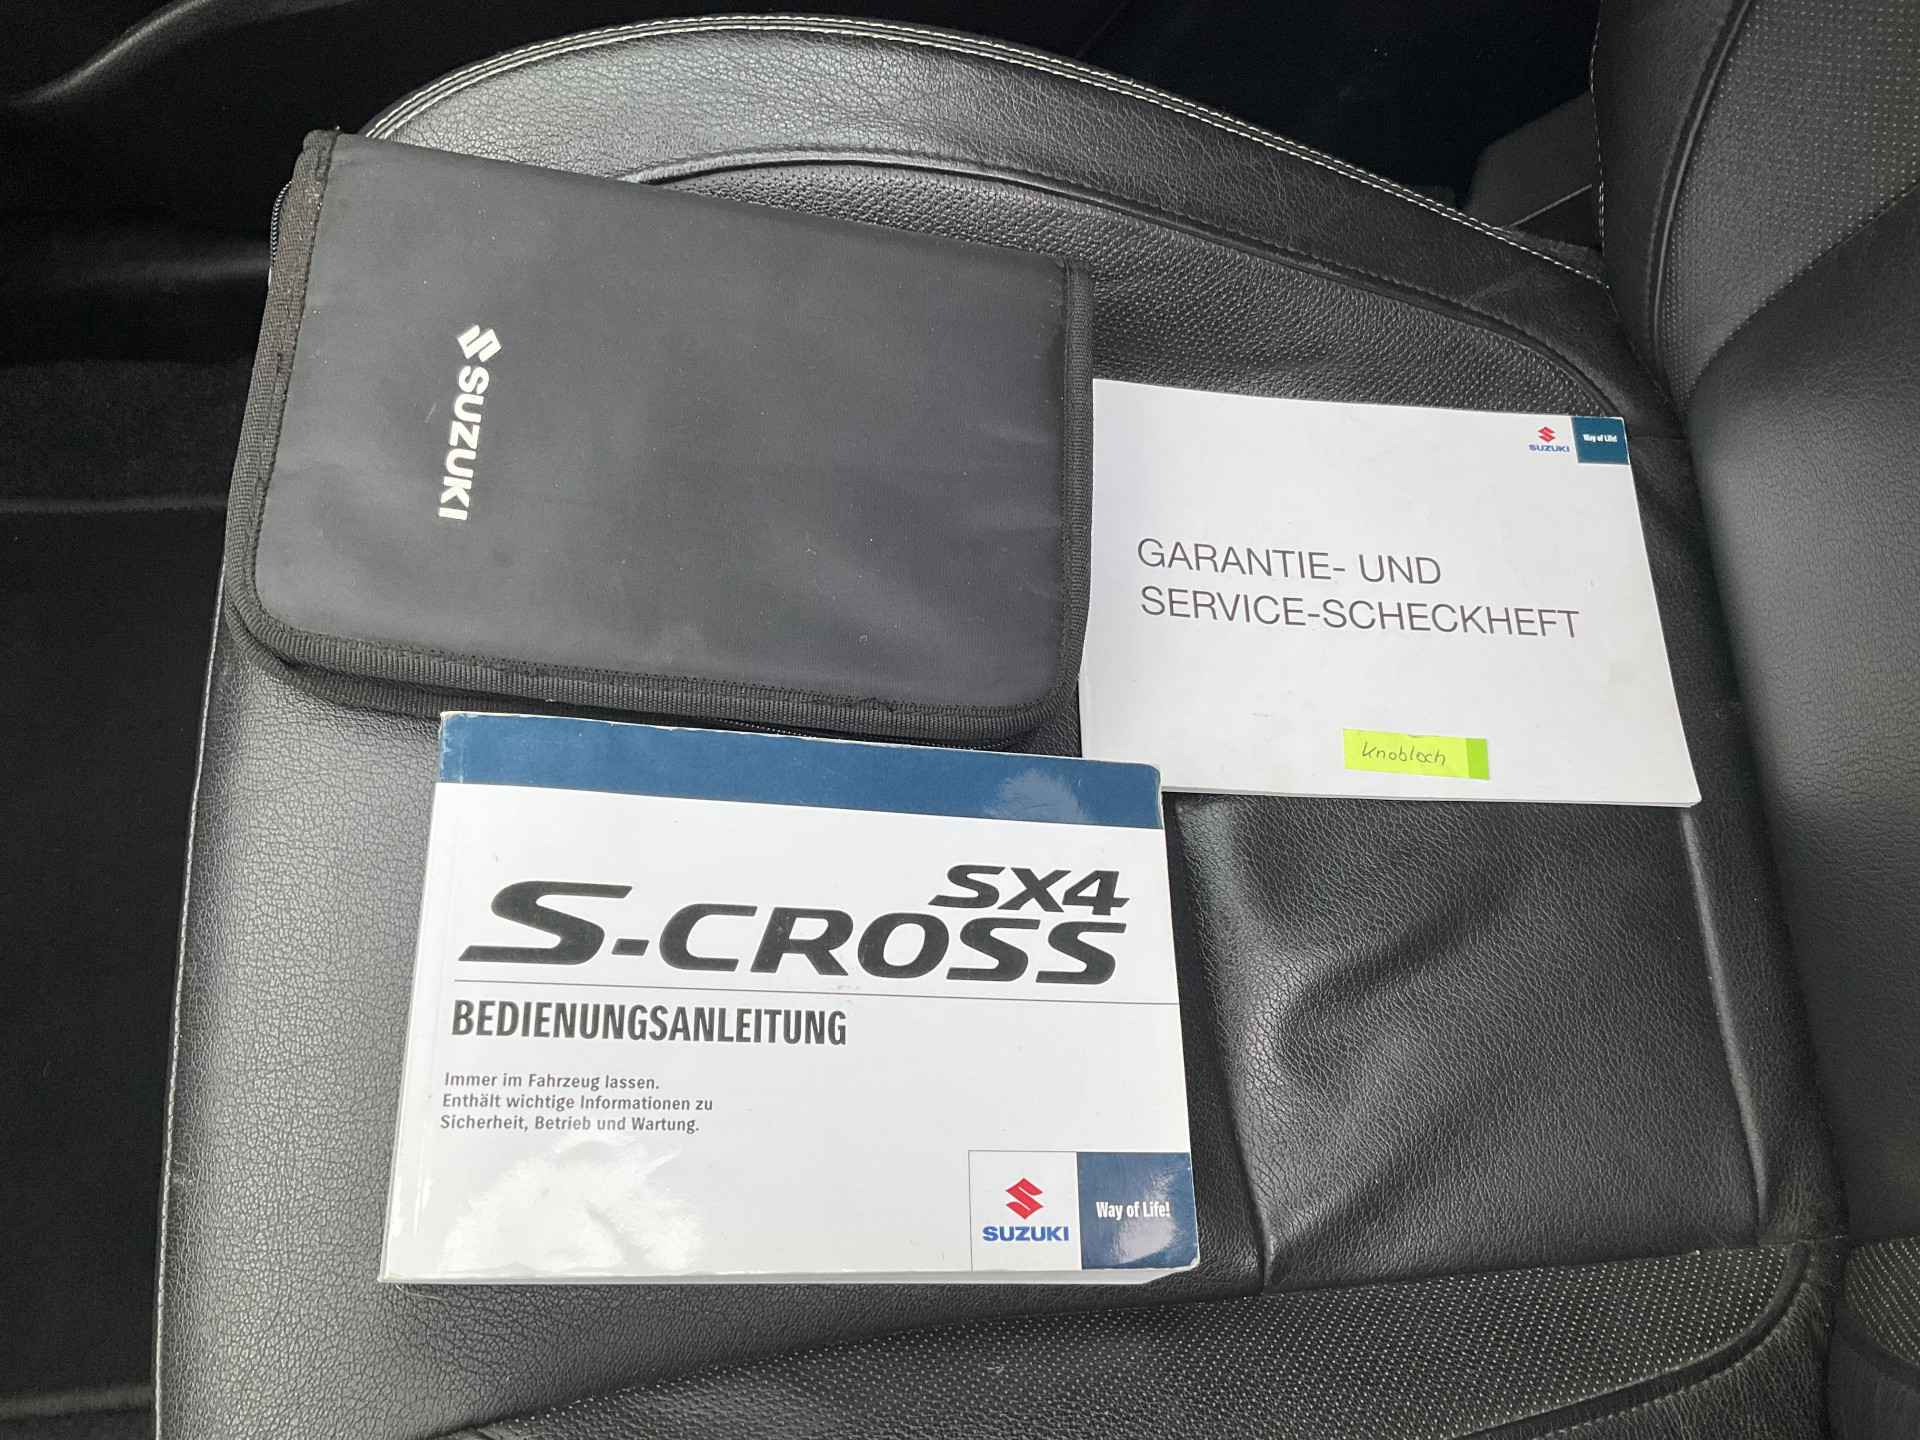 SUZUKI
SUZUKI
Way of Life!
GARANTIE- UND
SERVICE-SCHECKHEFT
Knobloch
SX4
S-CROSS
BEDIENUNGSANLEITUNG
Immer im Fahrzeug lassen.
Enthält wichtige Informationen zu
Sicherheit, Betrieb und Wartung.
SUZUKI
Way of Life!